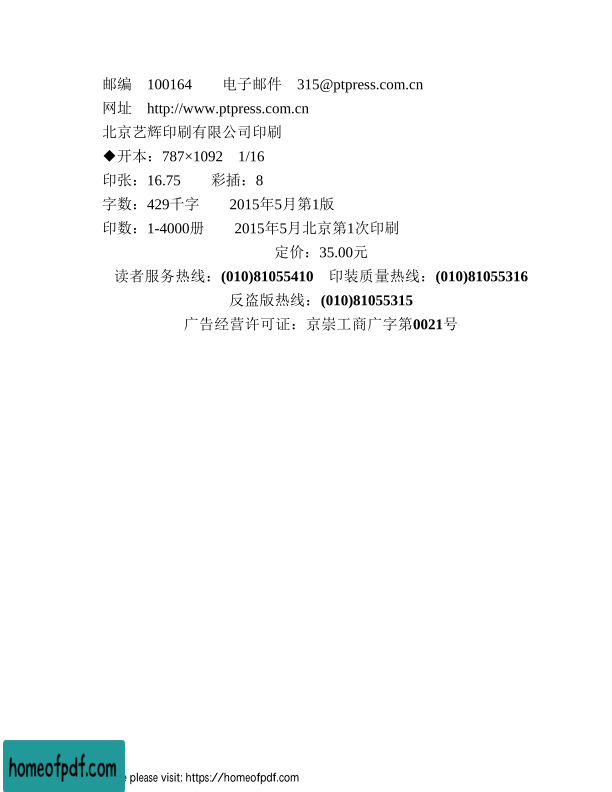 邮编　100164　　电子邮件　315@ptpress.com.cn
网址　http://www.ptpress.com.cn
北京艺辉印刷有限公司印刷
◆开本：787×1092　1/16
印张：16.75　　彩插：8
字数：429千字　　2015年5月第1版
印数：1-4000册　　2015年5月北京第1次印刷
定价：35.00元
读者服务热线：(010)81055410　印装质量热线：(010)81055316
反盗版热线：(010)81055315
广告经营许可证：京崇工商广字第0021号
homeofpdf.com
please visit: https://homeofpdf.com